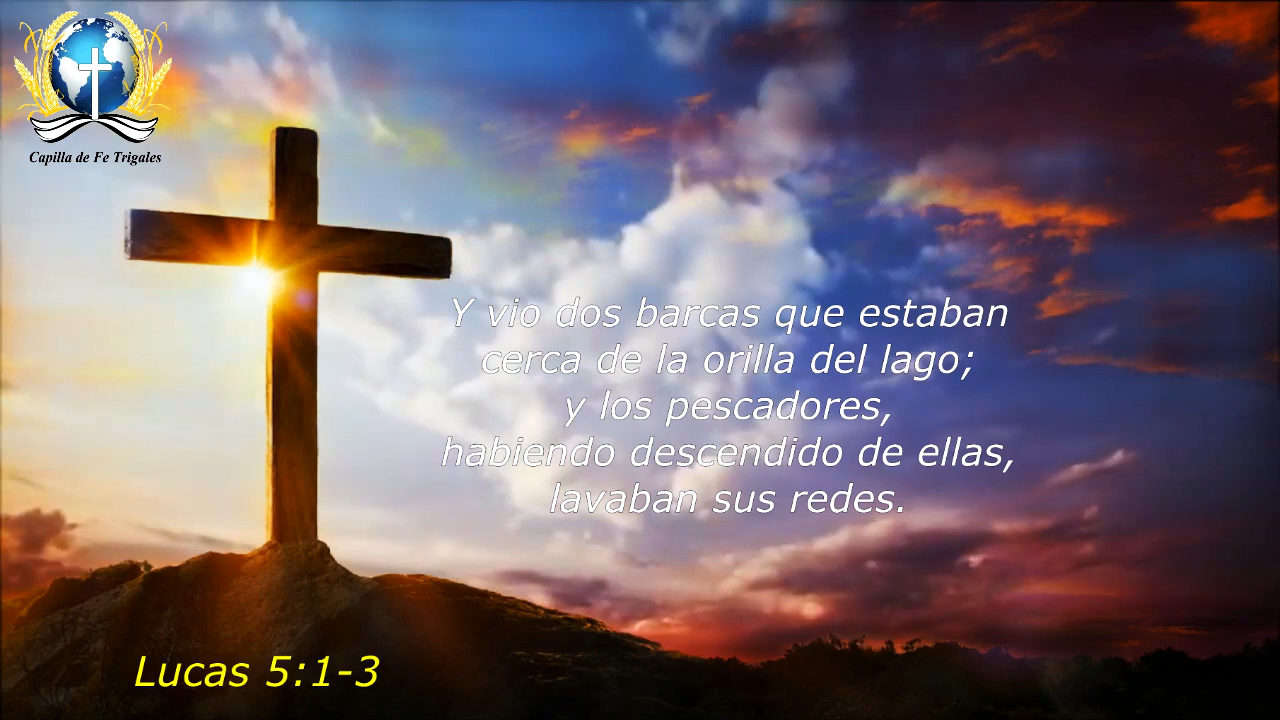 Capilla de Fe Trigales
Y vio dos barcas que estaban
cerca de la orilla del lago;
y los pescadores,
habiendo descendido de ellas,
lavaban sus redes.
Lucas 5:1-3